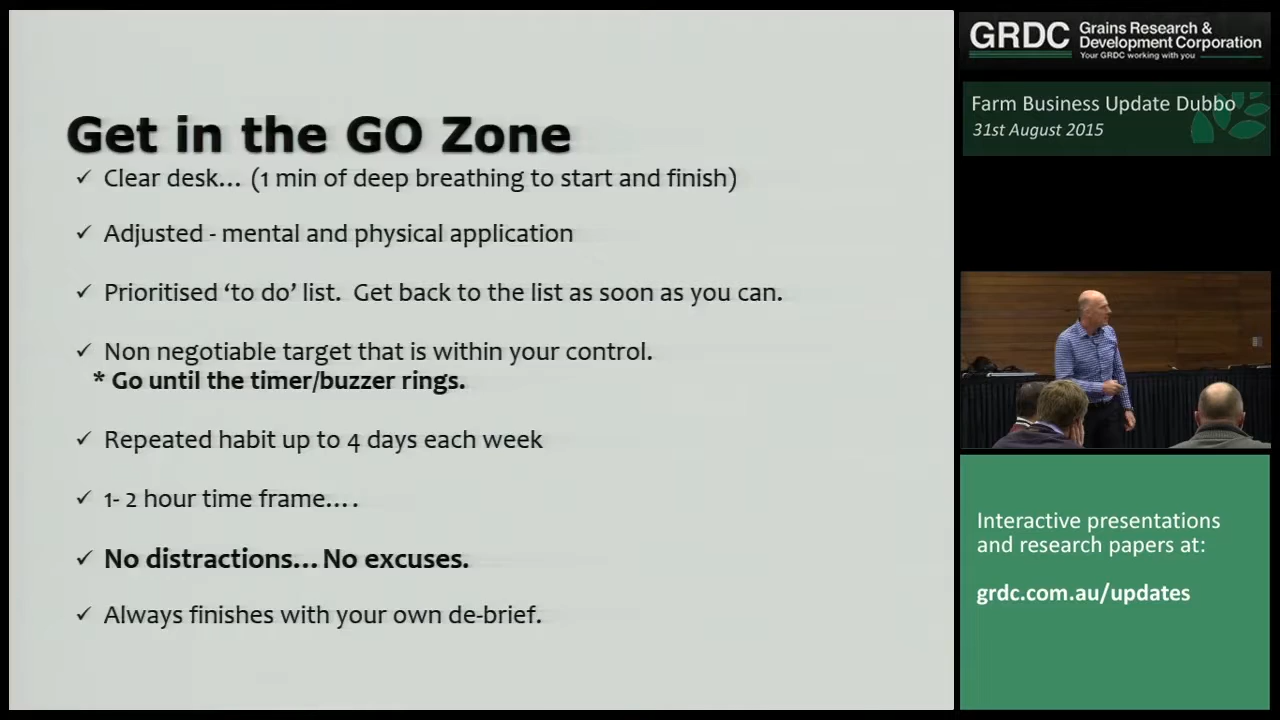 Get in the GO Zone
✓ Clear desk... (1 min of deep breathing to start and finish)
✓ Adjusted - mental and physical application
✓ Prioritised ‘to do’ list. Get back to the list as soon as you can.
✓ Non negotiable target that is within your control.
* Go until the timer/buzzer rings.
✓ Repeated habit up to 4 days each week
✓ 1- 2 hour time frame....
✓ No distractions... No excuses.
✓ Always finishes with your own de-brief.
GRDC
Grains Research &
Development Corporation
Your GRDC working with you
Farm Business Update Dubbo
31st August 2015
Interactive presentations
and research papers at:
grdc.com.au/updates